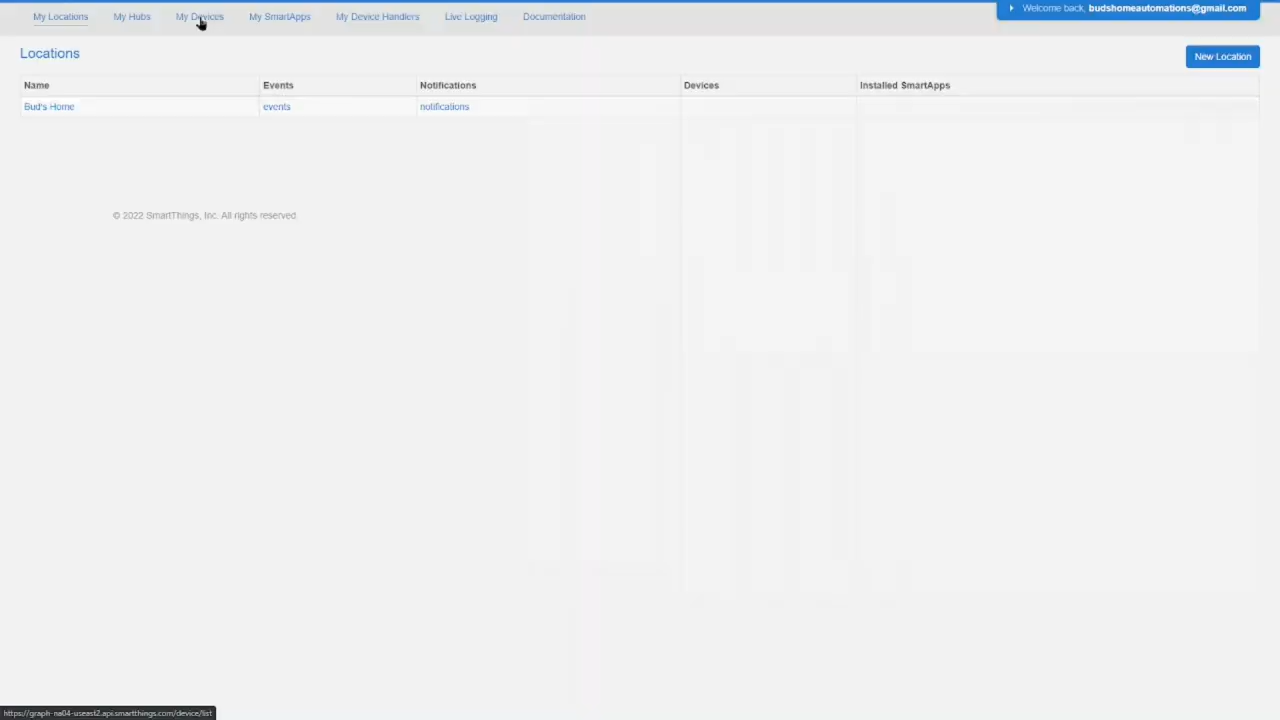 My Locations My Hubs My Devices My SmartApps My Device Handlers Live Logging Documentation
Welcome back, budshomeautomations@gmail.com
Locations
New Location
Name Events Notifications Devices Installed SmartApps
Bud's Home events notifications
© 2022 SmartThings, Inc. All rights reserved.
https://graph-na04-useast2.api.smartthings.com/device/list